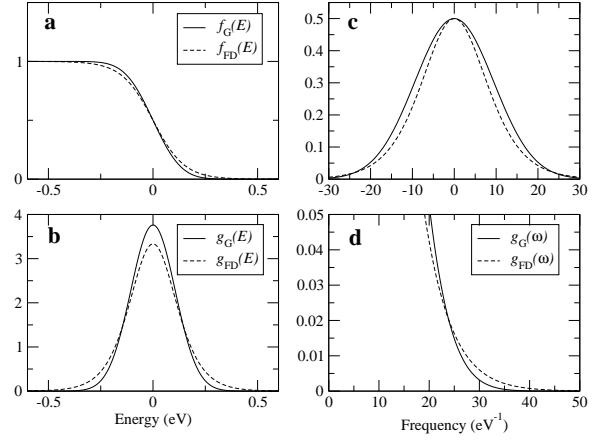 a
f_G(E)
f_FD(E)
1
0
-0.5 0 0.5
c
0.5
0.4
0.3
0.2
0.1
0
-30 -20 -10 0 10 20 30
b
g_G(E)
g_FD(E)
4
3
2
1
0
-0.5 0 0.5
Energy (eV)
d
g_G(ω)
g_FD(ω)
0.05
0.04
0.03
0.02
0.01
0
0 10 20 30 40 50
Frequency (eV⁻¹)